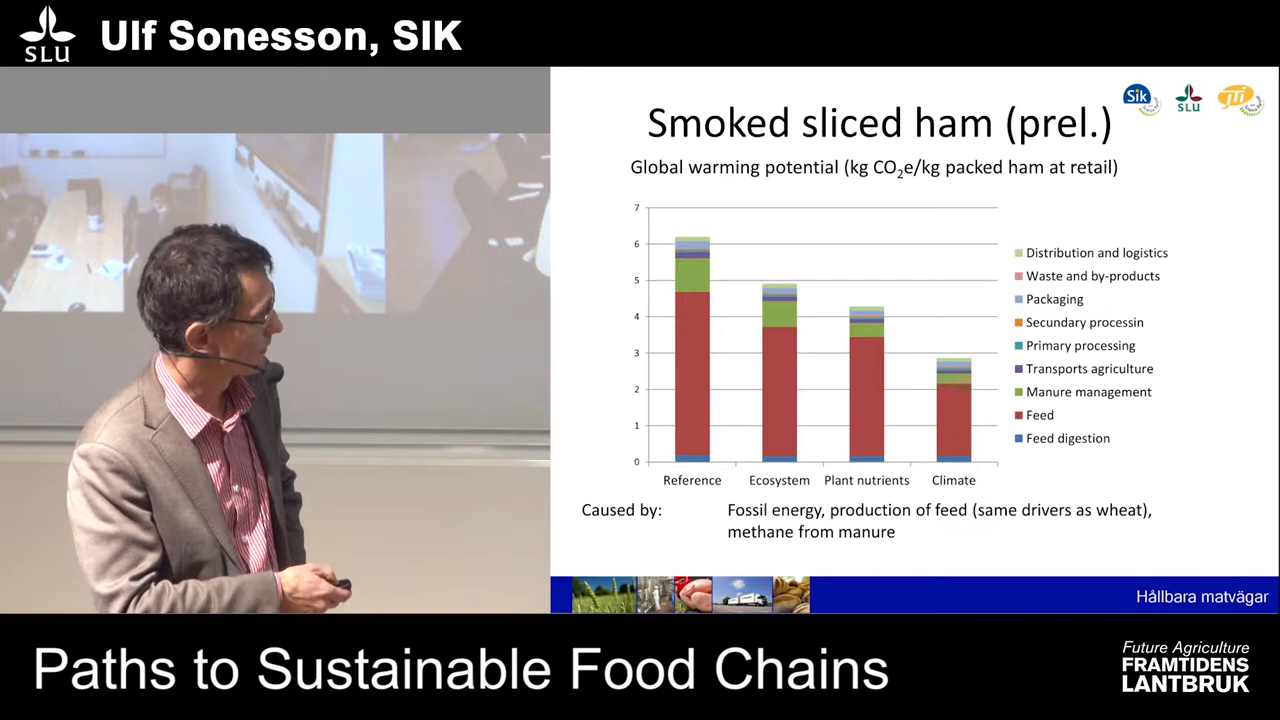 SLU
Ulf Sonesson, SIK
Sik
SLU
JTI
Smoked sliced ham (prel.)
Global warming potential (kg CO₂e/kg packed ham at retail)
7
6
5
4
3
2
1
0
Reference
Ecosystem
Plant nutrients
Climate
Distribution and logistics
Waste and by-products
Packaging
Secundary processin
Primary processing
Transports agriculture
Manure management
Feed
Feed digestion
Caused by:
Fossil energy, production of feed (same drivers as wheat),
methane from manure
Hållbara matvägar
Paths to Sustainable Food Chains
Future Agriculture
FRAMTIDENS
LANTBRUK